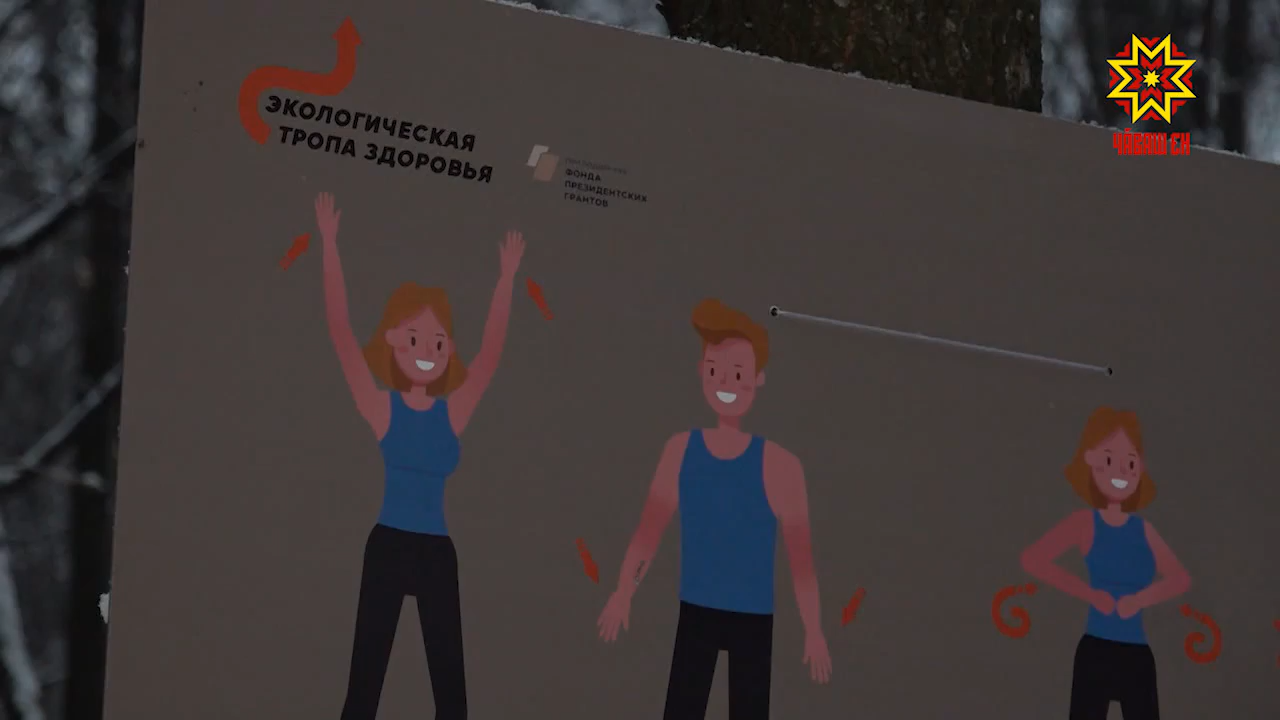 ЭКОЛОГИЧЕСКАЯ
ТРОПА ЗДОРОВЬЯ
ФОНДА
ПРЕЗИДЕНТСКИХ
ГРАНТОВ
ЧӐВАШ ЕН